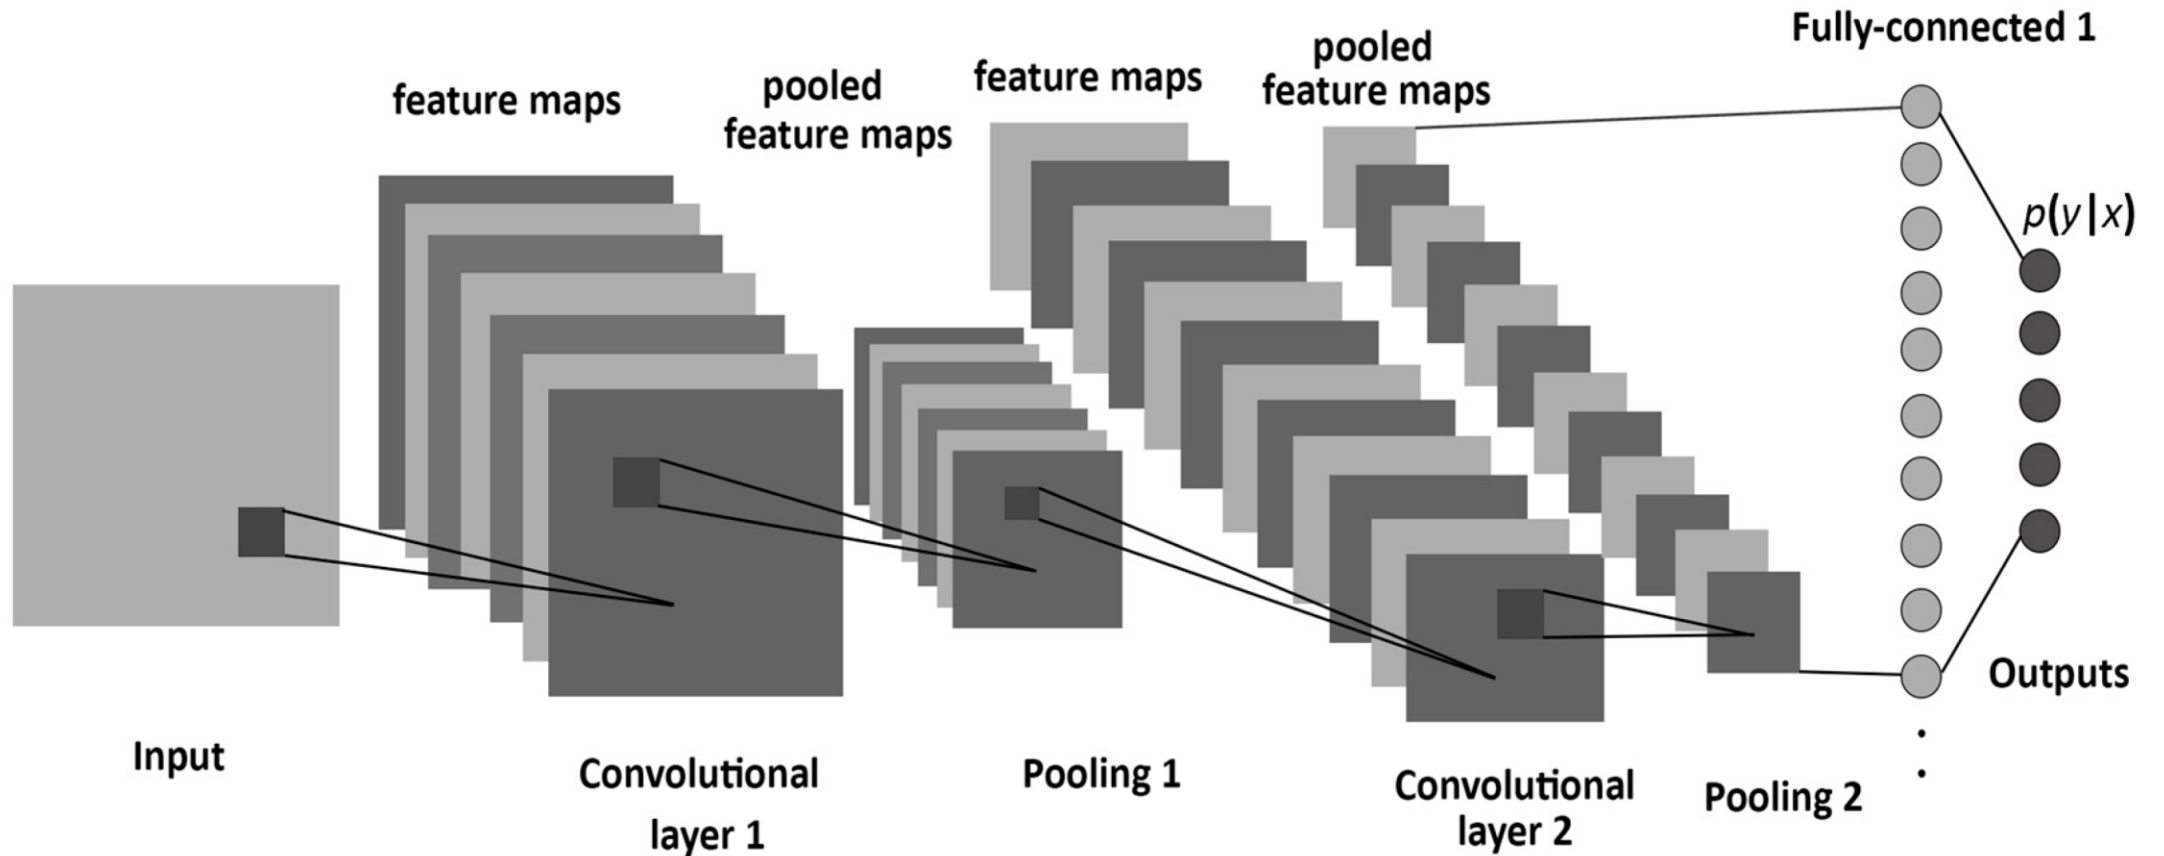 Fully-connected 1
pooled
feature maps
feature maps
pooled
feature maps
feature maps
p(y|x)
Outputs
Input
Convolutional
layer 1
Pooling 1
Convolutional
layer 2
Pooling 2